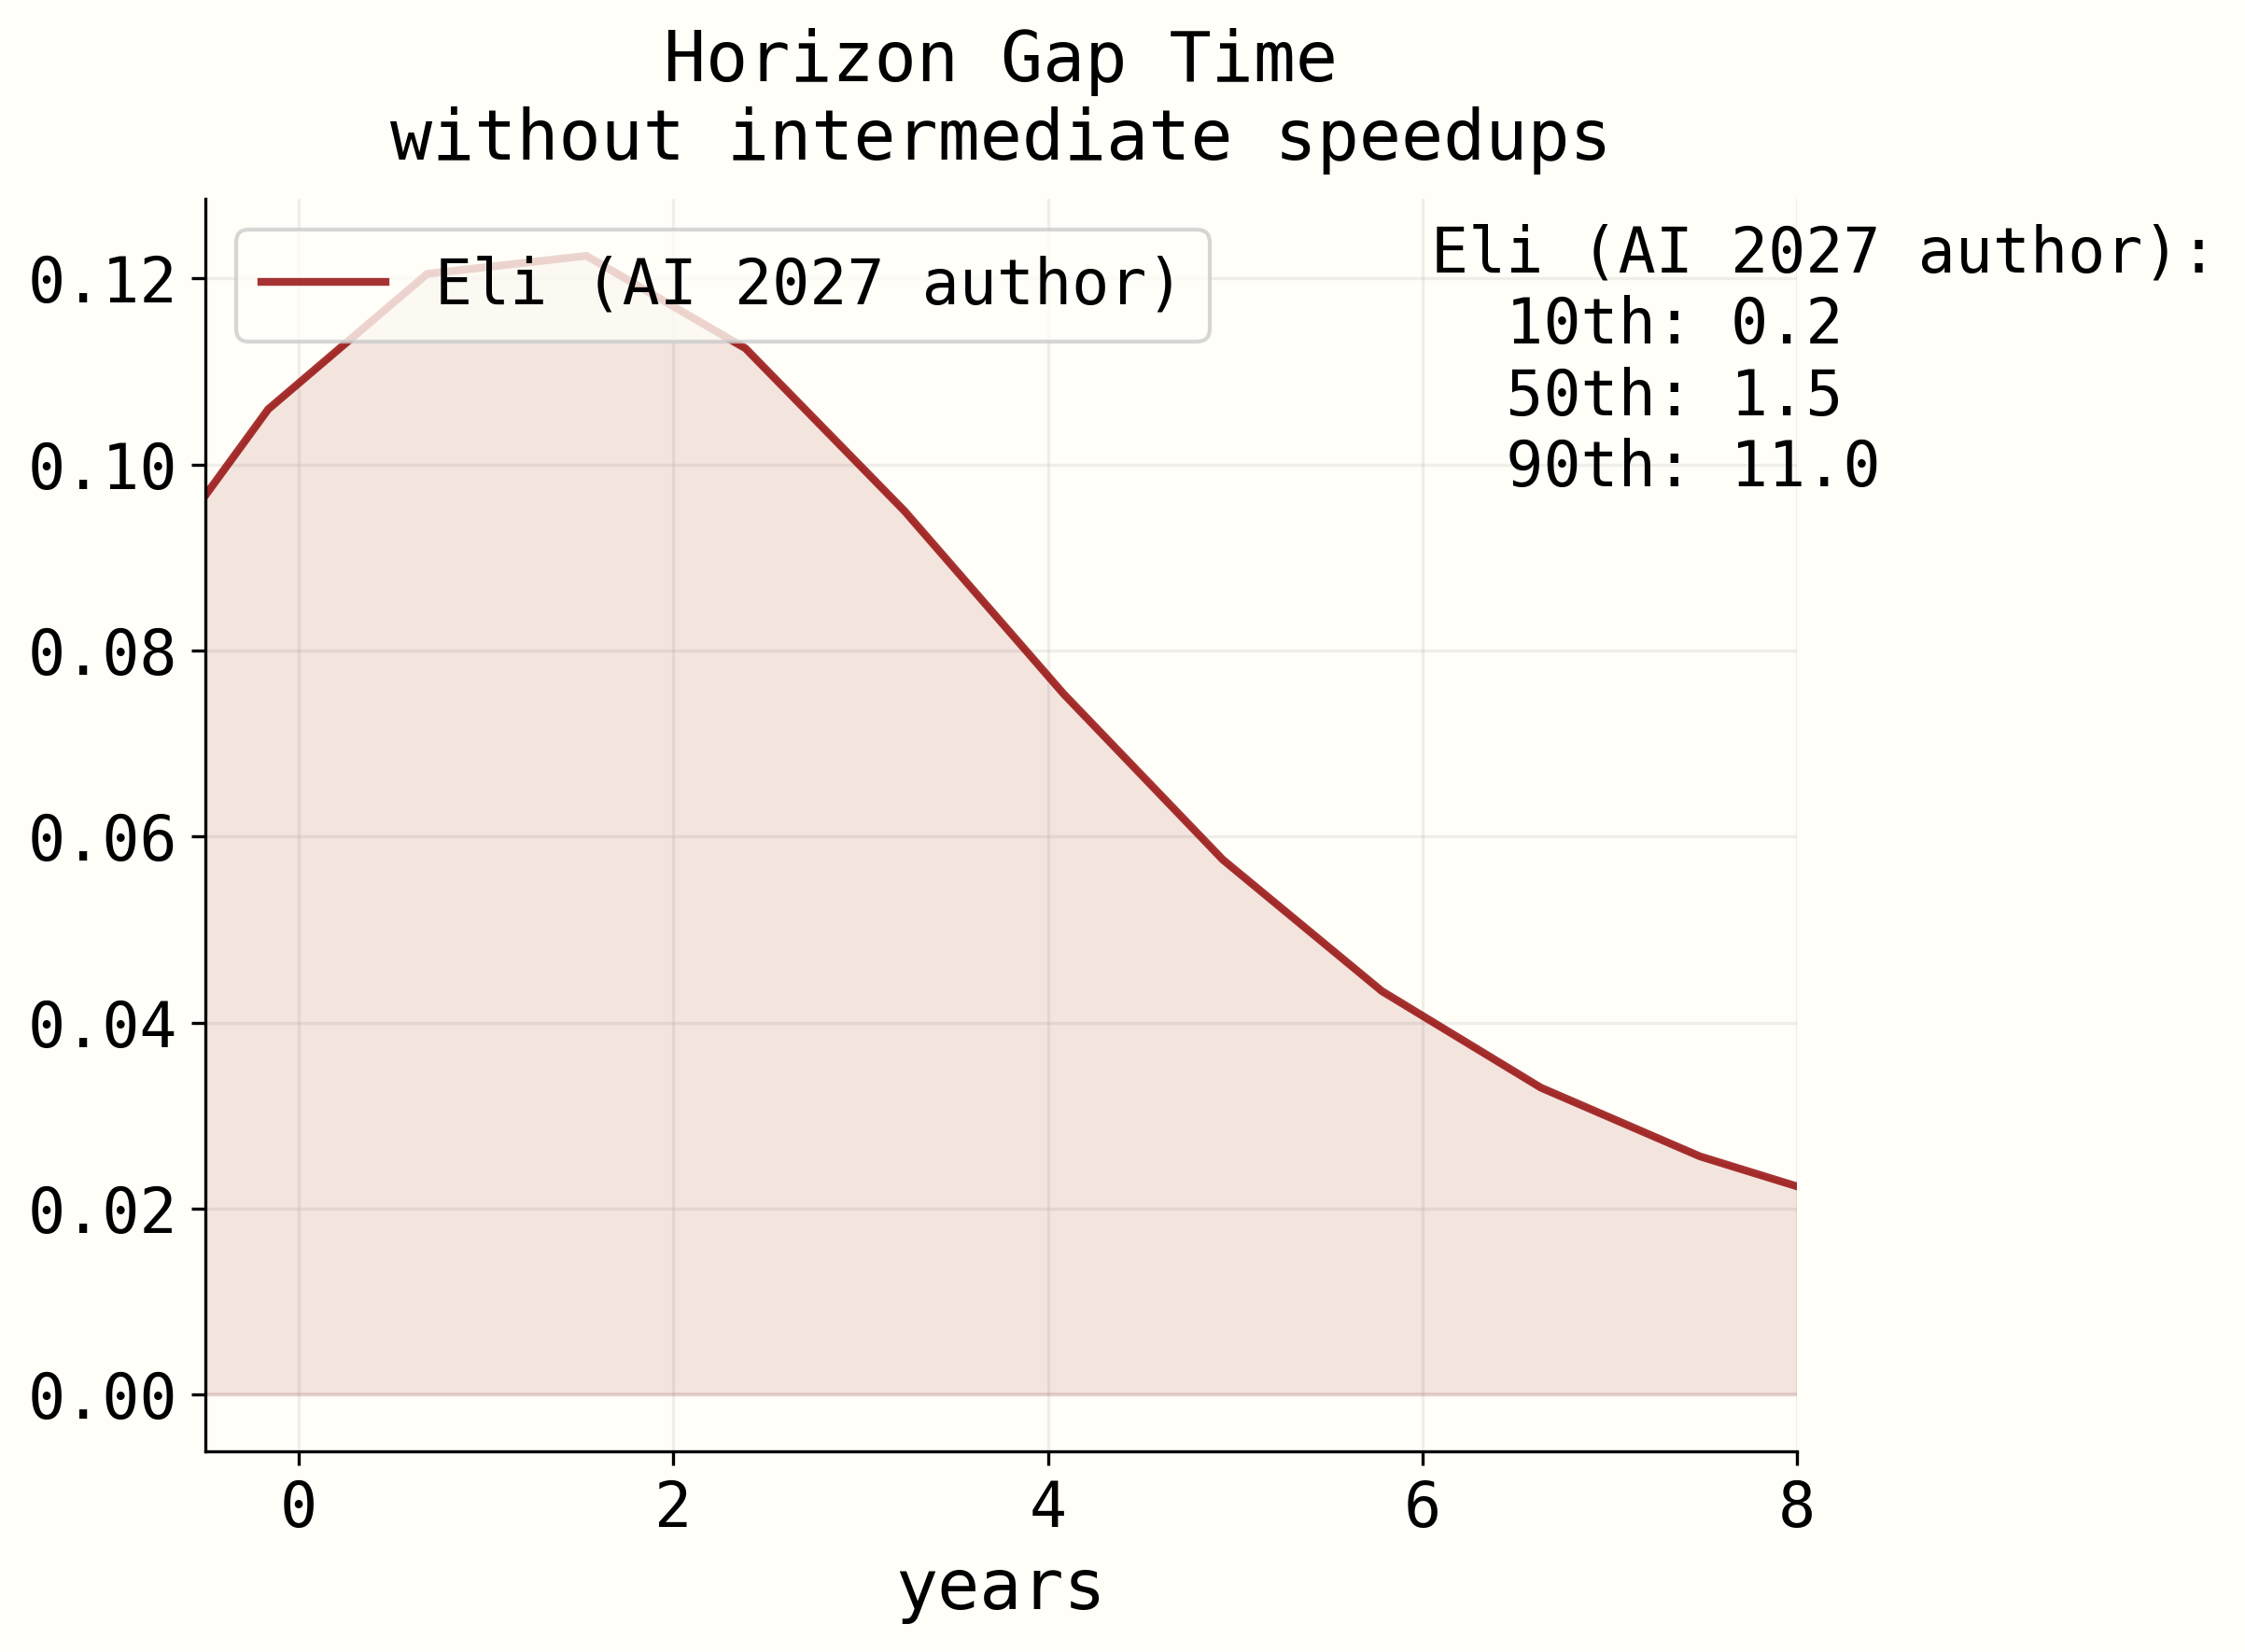 Horizon Gap Time
without intermediate speedups
Eli (AI 2027 author)
Eli (AI 2027 author):
10th: 0.2
50th: 1.5
90th: 11.0
0.12
0.10
0.08
0.06
0.04
0.02
0.00
0 2 4 6 8
years